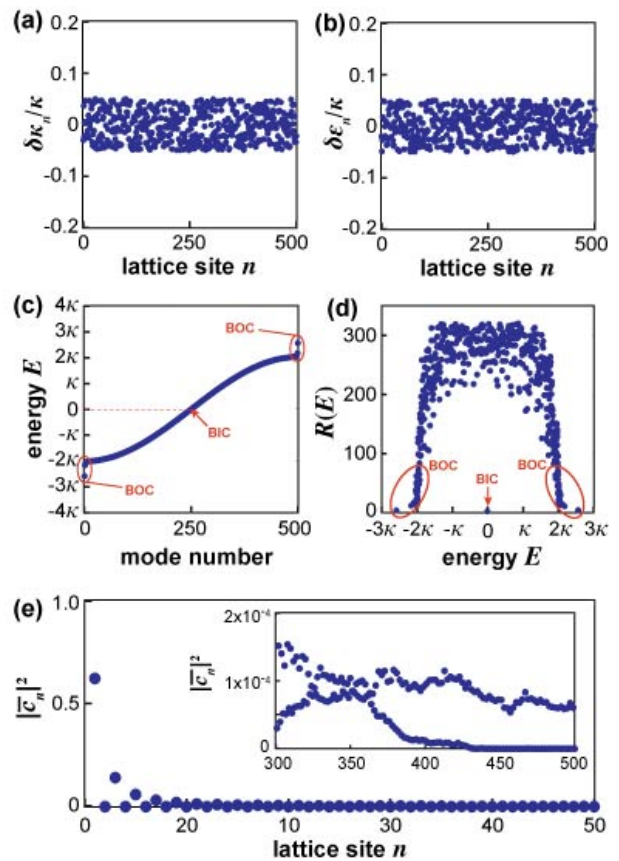 (a) (b)
0.2 0.2
0.1 0.1
0 0
-0.1 -0.1
-0.2 -0.2
δκn/κ δεn/κ
0 250 500 0 250 500
lattice site n lattice site n
(c) (d)
4κ
3κ
2κ
κ
0
-κ
-2κ
-3κ
-4κ
energy E
BOC
BIC
BOC
0 250 500
mode number
300
200
100
0
R(E)
BOC BIC BOC
-3κ -2κ -κ 0 κ 2κ 3κ
energy E
(e)
1.0
0.5
0
|c̅n|²
2x10⁻⁴
1x10⁻⁴
0
|c̅n|²
300 350 400 450 500
0 10 20 10 30 40 50
lattice site n